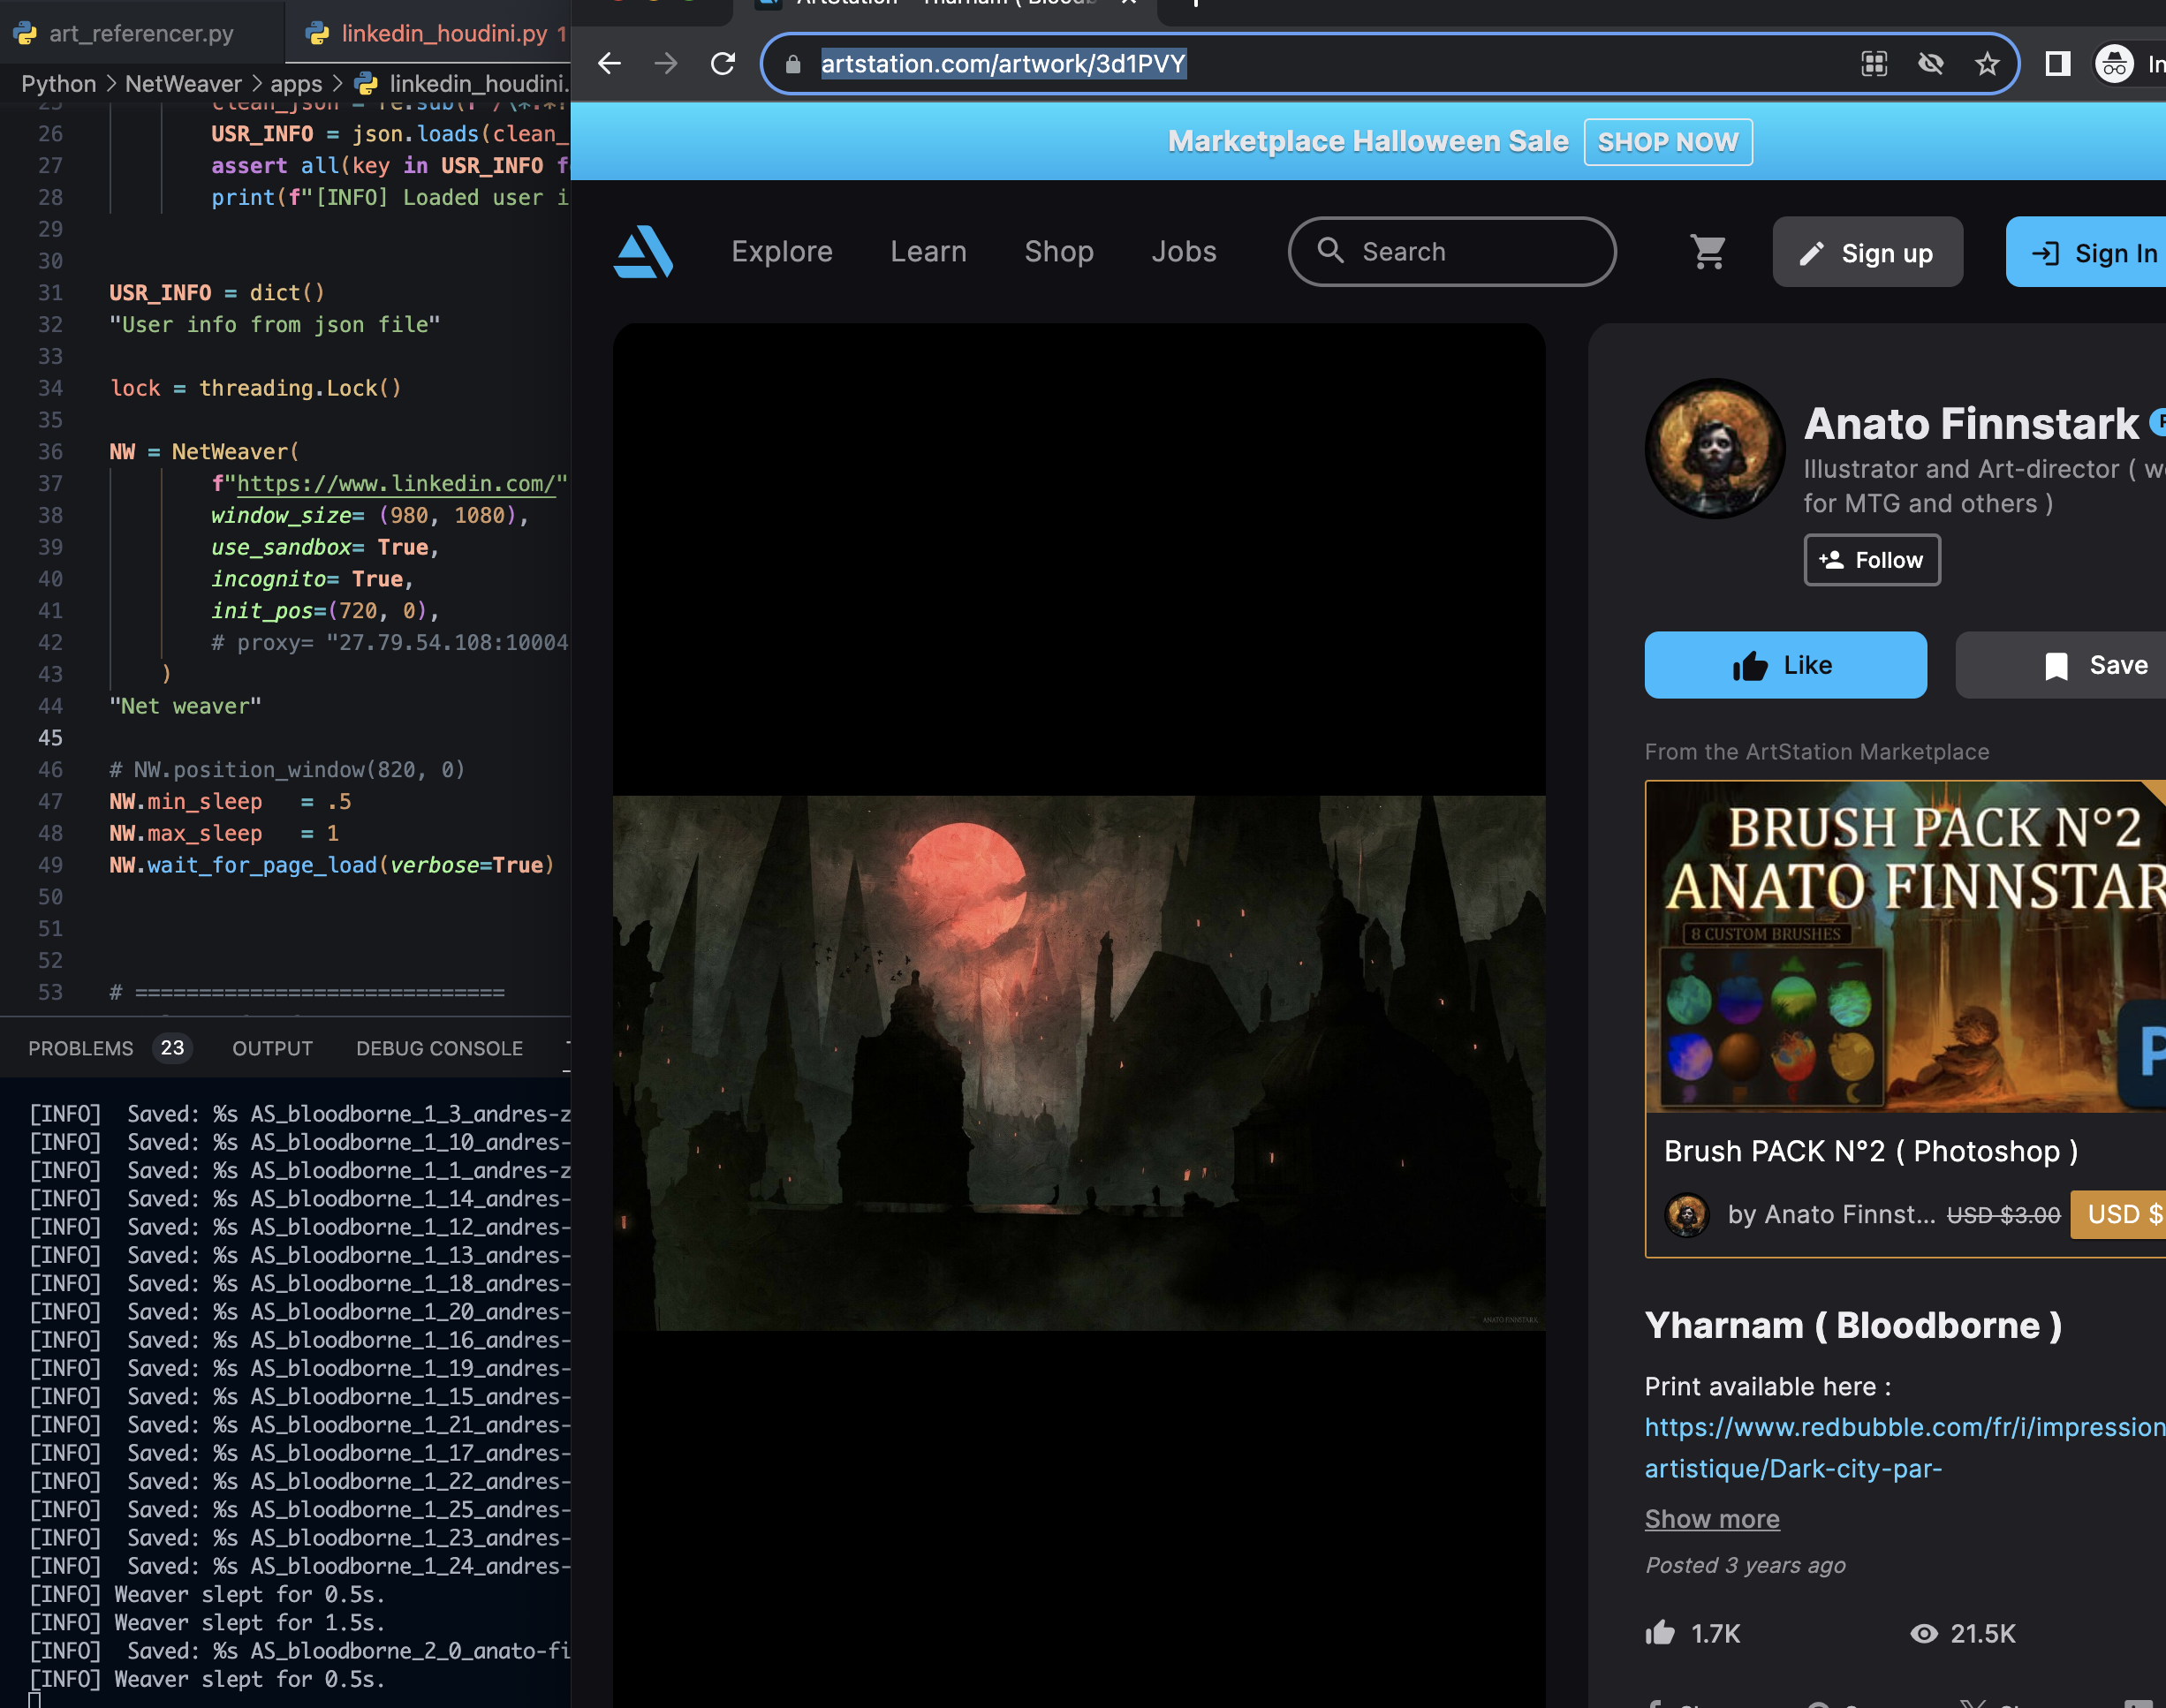 art_referencer.py
linkedin_houdini.py 1
Python > NetWeaver > apps > linkedin_houdini.
26 USR_INFO = json.loads(clean_
27 assert all(key in USR_INFO f
28 print(f"[INFO] Loaded user i
29
30
31 USR_INFO = dict()
32 "User info from json file"
33
34 lock = threading.Lock()
35
36 NW = NetWeaver(
37 f"https://www.linkedin.com/"
38 window_size= (980, 1080),
39 use_sandbox= True,
40 incognito= True,
41 init_pos=(720, 0),
42 # proxy= "27.79.54.108:10004
43 )
44 "Net weaver"
45
46 # NW.position_window(820, 0)
47 NW.min_sleep = .5
48 NW.max_sleep = 1
49 NW.wait_for_page_load(verbose=True)
50
51
52
53 # =============================
PROBLEMS 23 OUTPUT DEBUG CONSOLE
[INFO] Saved: %s AS_bloodborne_1_3_andres-z
[INFO] Saved: %s AS_bloodborne_1_10_andres-
[INFO] Saved: %s AS_bloodborne_1_1_andres-z
[INFO] Saved: %s AS_bloodborne_1_14_andres-
[INFO] Saved: %s AS_bloodborne_1_12_andres-
[INFO] Saved: %s AS_bloodborne_1_13_andres-
[INFO] Saved: %s AS_bloodborne_1_18_andres-
[INFO] Saved: %s AS_bloodborne_1_20_andres-
[INFO] Saved: %s AS_bloodborne_1_16_andres-
[INFO] Saved: %s AS_bloodborne_1_19_andres-
[INFO] Saved: %s AS_bloodborne_1_15_andres-
[INFO] Saved: %s AS_bloodborne_1_21_andres-
[INFO] Saved: %s AS_bloodborne_1_17_andres-
[INFO] Saved: %s AS_bloodborne_1_22_andres-
[INFO] Saved: %s AS_bloodborne_1_25_andres-
[INFO] Saved: %s AS_bloodborne_1_23_andres-
[INFO] Saved: %s AS_bloodborne_1_24_andres-
[INFO] Weaver slept for 0.5s.
[INFO] Weaver slept for 1.5s.
[INFO] Saved: %s AS_bloodborne_2_0_anato-fi
[INFO] Weaver slept for 0.5s.
artstation.com/artwork/3d1PVY
In
Marketplace Halloween Sale SHOP NOW
Explore Learn Shop Jobs Search Sign up Sign In
ANATO FINNSTARK
Anato Finnstark
Illustrator and Art-director ( wo
for MTG and others )
Follow
Like Save
From the ArtStation Marketplace
BRUSH PACK N°2
ANATO FINNSTAR
8 CUSTOM BRUSHES
P
Brush PACK N°2 ( Photoshop )
by Anato Finnst... USD $3.00 USD $
Yharnam ( Bloodborne )
Print available here :
https://www.redbubble.com/fr/i/impression
artistique/Dark-city-par-
Show more
Posted 3 years ago
1.7K 21.5K